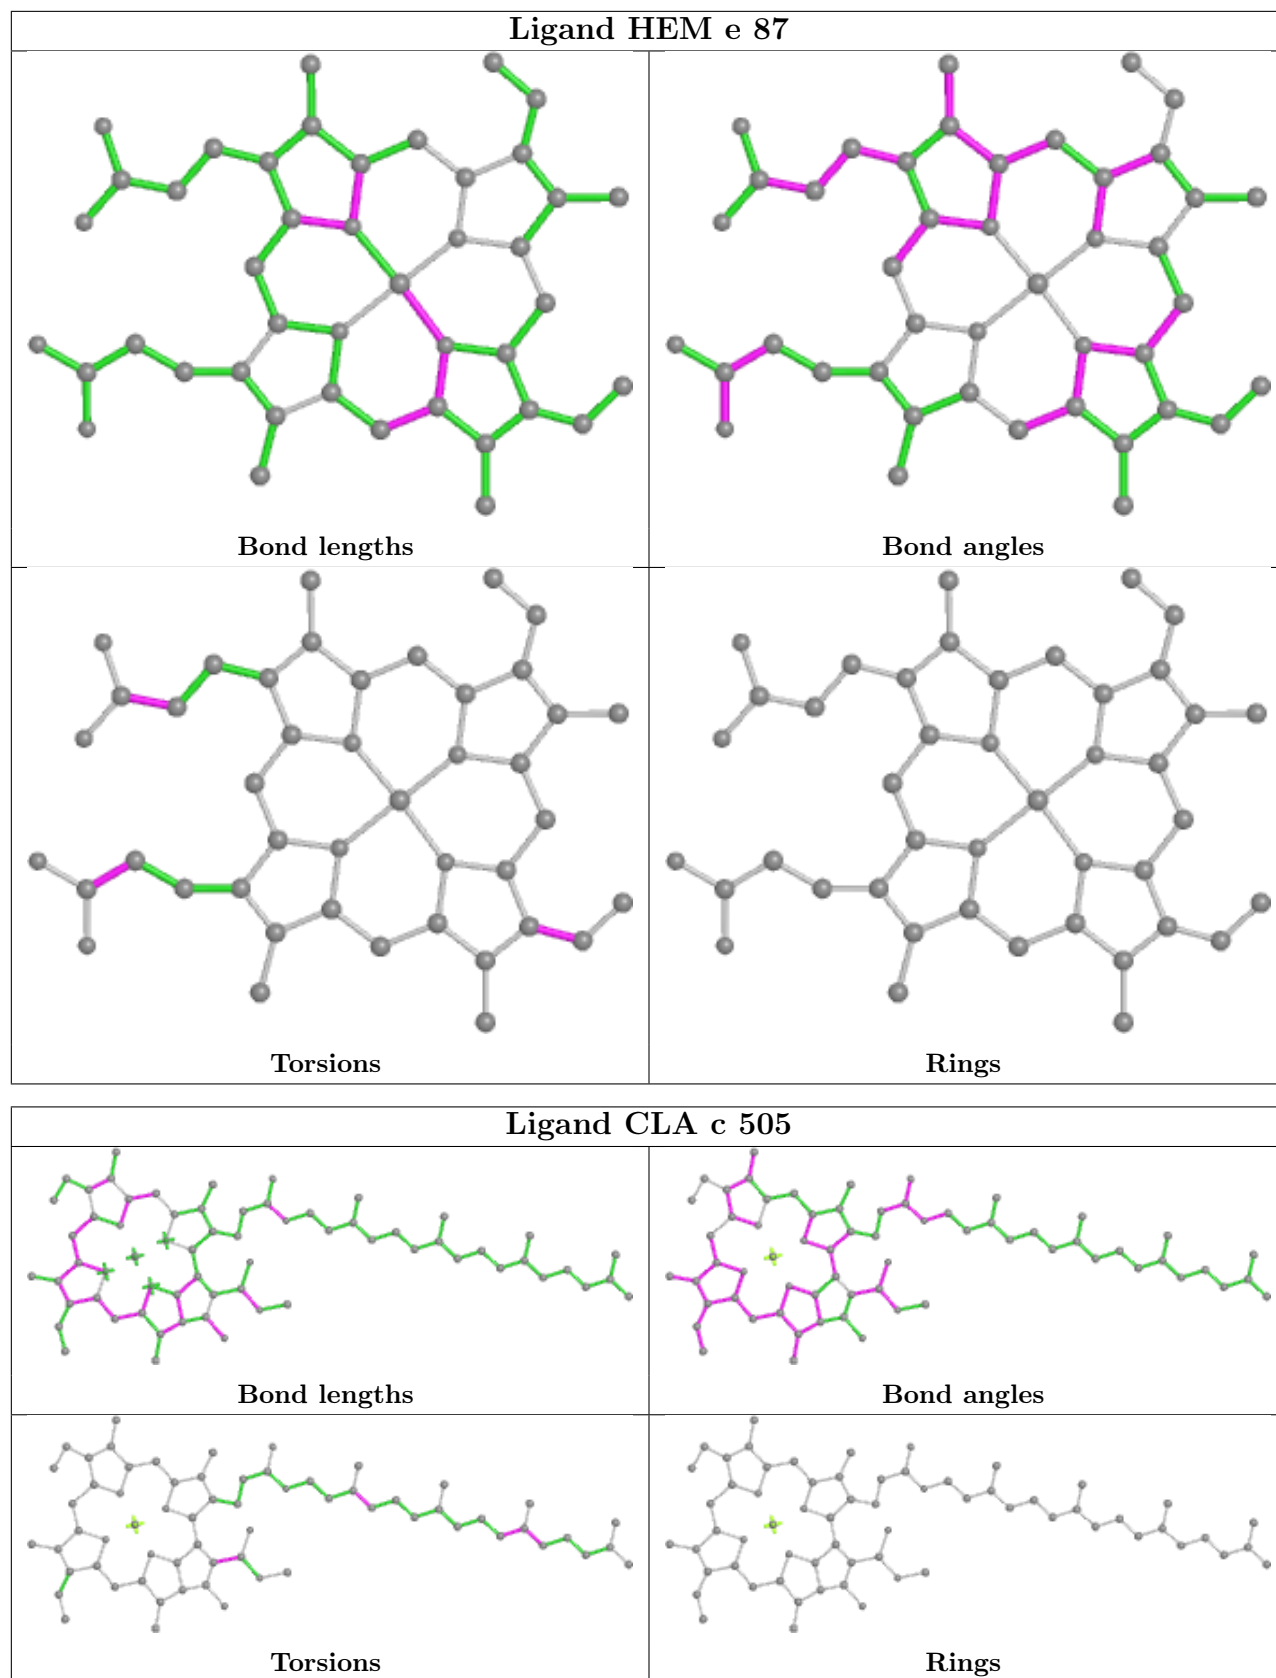 Ligand HEM e 87
Bond lengths
Bond angles
Torsions
Rings
Ligand CLA c 505
Bond lengths
Bond angles
Torsions
Rings